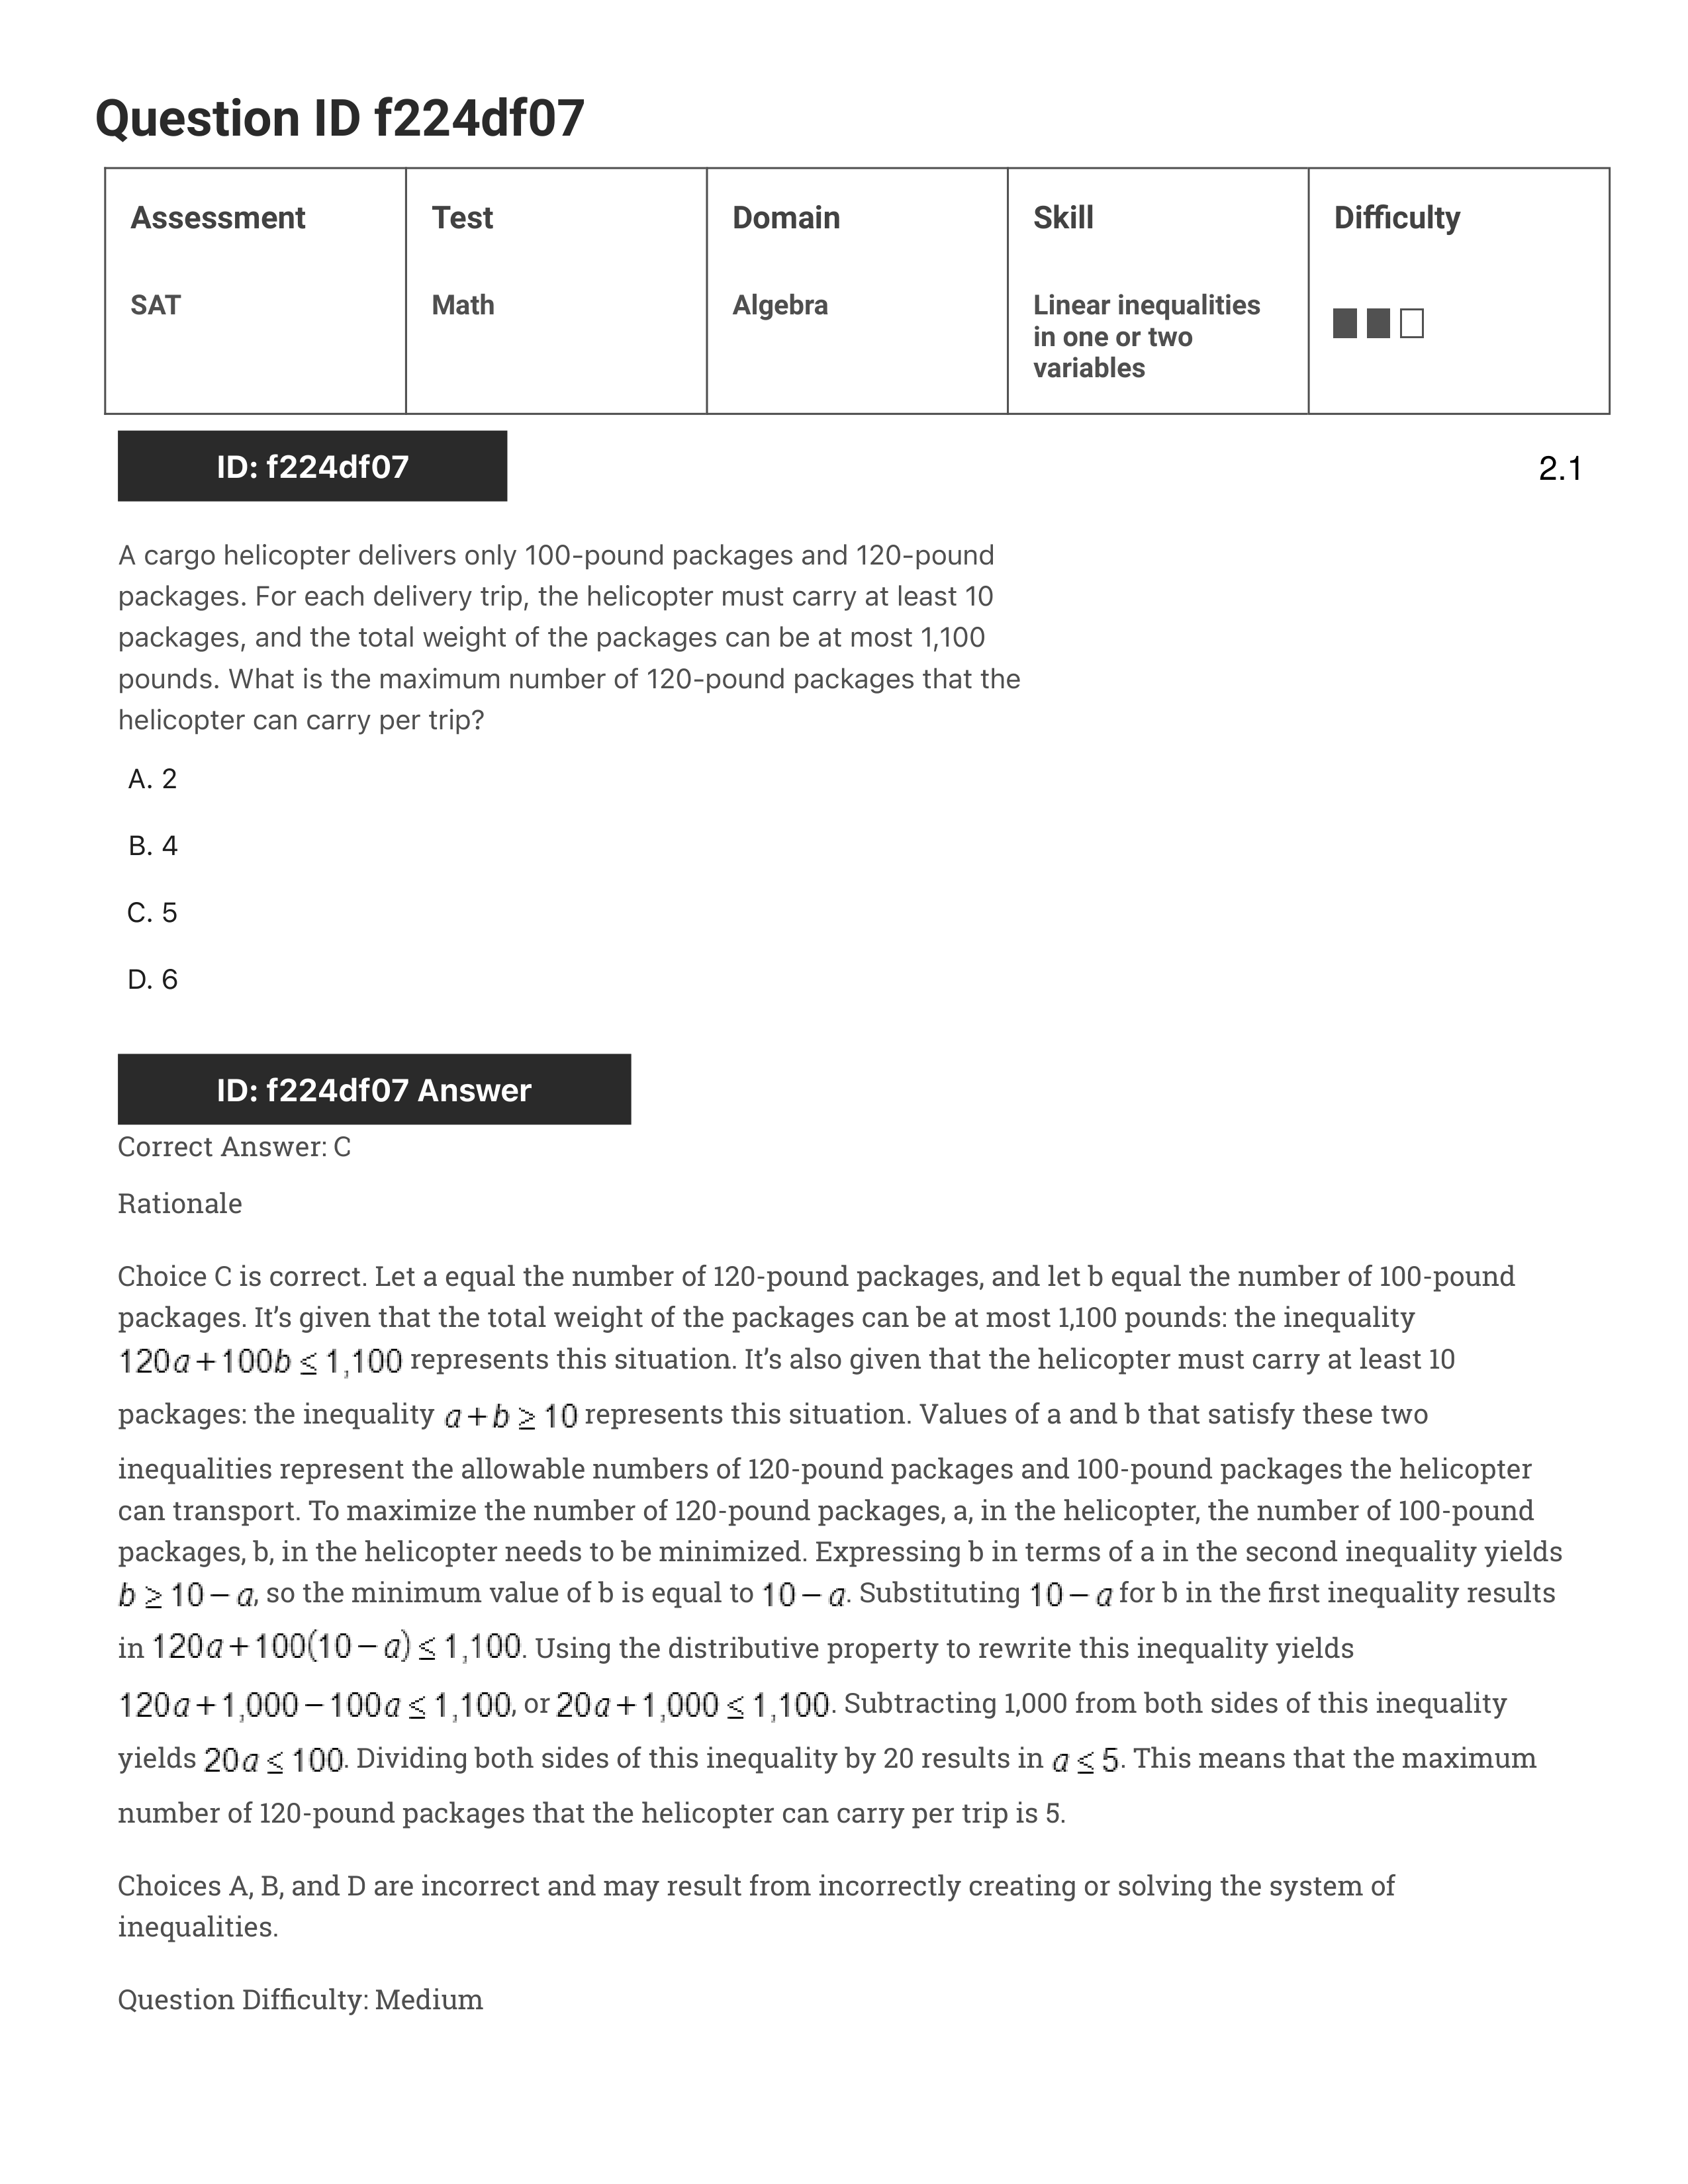 Question ID f224df07
Assessment Test Domain Skill Difficulty
SAT Math Algebra Linear inequalities
in one or two
variables
ID: f224df07 2.1
A cargo helicopter delivers only 100-pound packages and 120-pound
packages. For each delivery trip, the helicopter must carry at least 10
packages, and the total weight of the packages can be at most 1,100
pounds. What is the maximum number of 120-pound packages that the
helicopter can carry per trip?
A. 2
B. 4
C. 5
D. 6
ID: f224df07 Answer
Correct Answer: C
Rationale
Choice C is correct. Let a equal the number of 120-pound packages, and let b equal the number of 100-pound
packages. It’s given that the total weight of the packages can be at most 1,100 pounds: the inequality
120a + 100b ≤ 1,100 represents this situation. It’s also given that the helicopter must carry at least 10
packages: the inequality a + b ≥ 10 represents this situation. Values of a and b that satisfy these two
inequalities represent the allowable numbers of 120-pound packages and 100-pound packages the helicopter
can transport. To maximize the number of 120-pound packages, a, in the helicopter, the number of 100-pound
packages, b, in the helicopter needs to be minimized. Expressing b in terms of a in the second inequality yields
b ≥ 10 − a, so the minimum value of b is equal to 10 − a. Substituting 10 − a for b in the first inequality results
in 120a + 100(10 − a) ≤ 1,100. Using the distributive property to rewrite this inequality yields
120a + 1,000 − 100a ≤ 1,100, or 20a + 1,000 ≤ 1,100. Subtracting 1,000 from both sides of this inequality
yields 20a ≤ 100. Dividing both sides of this inequality by 20 results in a ≤ 5. This means that the maximum
number of 120-pound packages that the helicopter can carry per trip is 5.
Choices A, B, and D are incorrect and may result from incorrectly creating or solving the system of
inequalities.
Question Difficulty: Medium